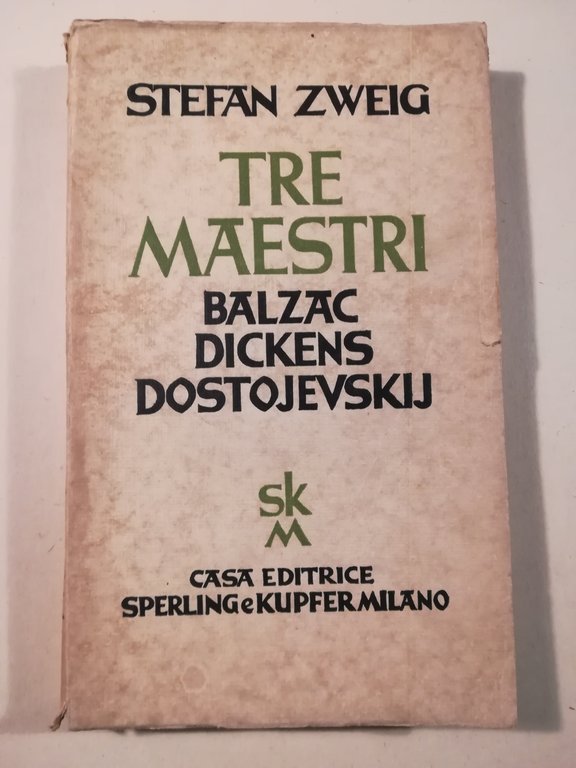 STEFAN ZWEIG
TRE
MAESTRI
BALZAC
DICKENS
DOSTOJEVSKIJ
sk
M
CASA EDITRICE
SPERLING e KUPFER MILANO